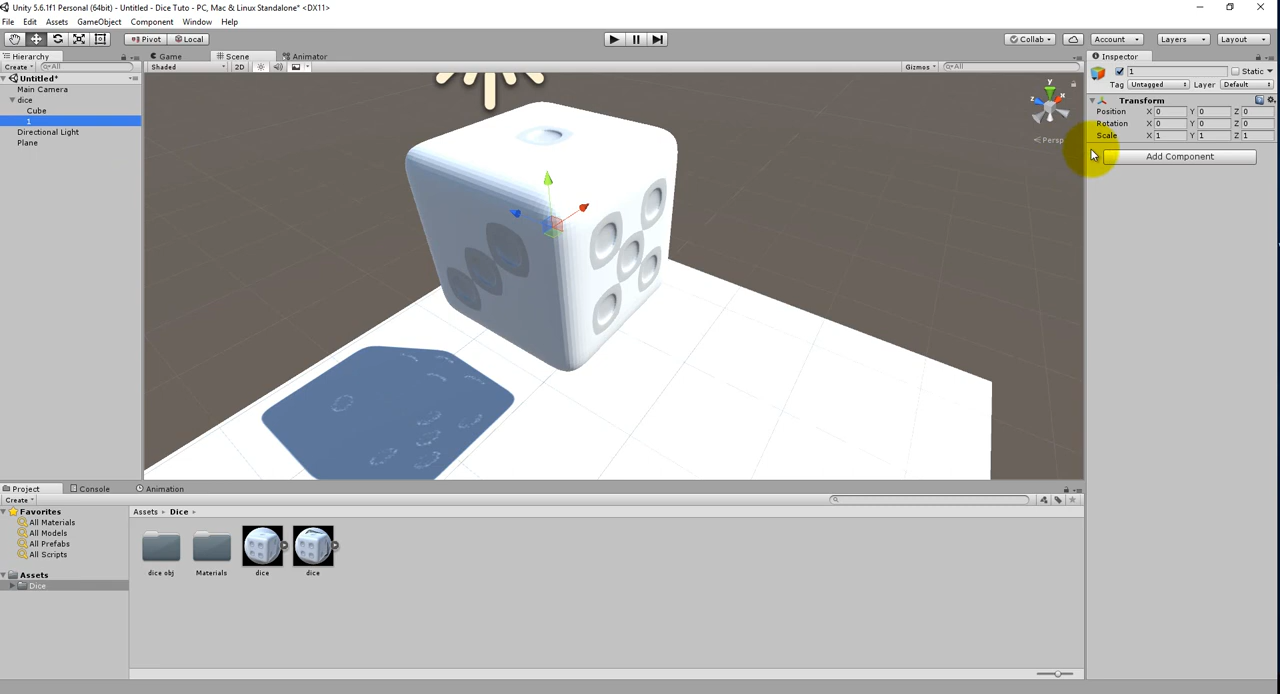 Unity 5.6.1f1 Personal (64bit) - Untitled - Dice Tuto - PC, Mac & Linux Standalone* <DX11>
File Edit Assets GameObject Component Window Help
Pivot Local Collab Account Layers Layout
Hierarchy Game Scene Animator Inspector
Create All Shaded 2D Gizmos All 1 Static
Untitled* Tag Untagged Layer Default
Main Camera
dice
Cube
1
Directional Light
Plane
y
x
z
Persp
Transform
Position X 0 Y 0 Z 0
Rotation X 0 Y 0 Z 0
Scale X 1 Y 1 Z 1
Add Component
Project Console Animation
Create
Favorites
All Materials
All Models
All Prefabs
All Scripts
Assets
Dice
Assets Dice
dice obj Materials dice dice